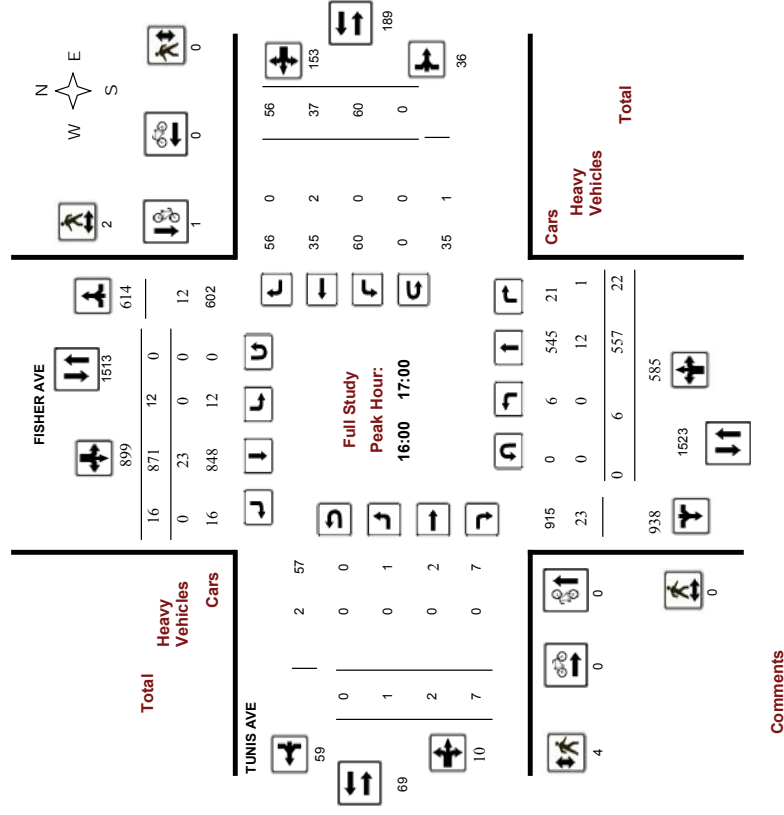 N
W E
S
0
0
2
1
189
153
36
56
37
60
0
0
2
0
0
1
56
35
60
0
35
FISHER AVE
1513
899
614
16 871 12 0
0 23 0 0 12
16 848 12 0 602
Total
Heavy
Vehicles
Cars
Full Study
Peak Hour:
16:00 17:00
Cars
Heavy
Vehicles
Total
915 0 6 545 21
23 0 0 12 1
0 6 557 22
938
585
1523
TUNIS AVE
2 57
0 0 0
1 0 1
2 0 2
7 0 7
59
69
10
0
0
4
0
Comments